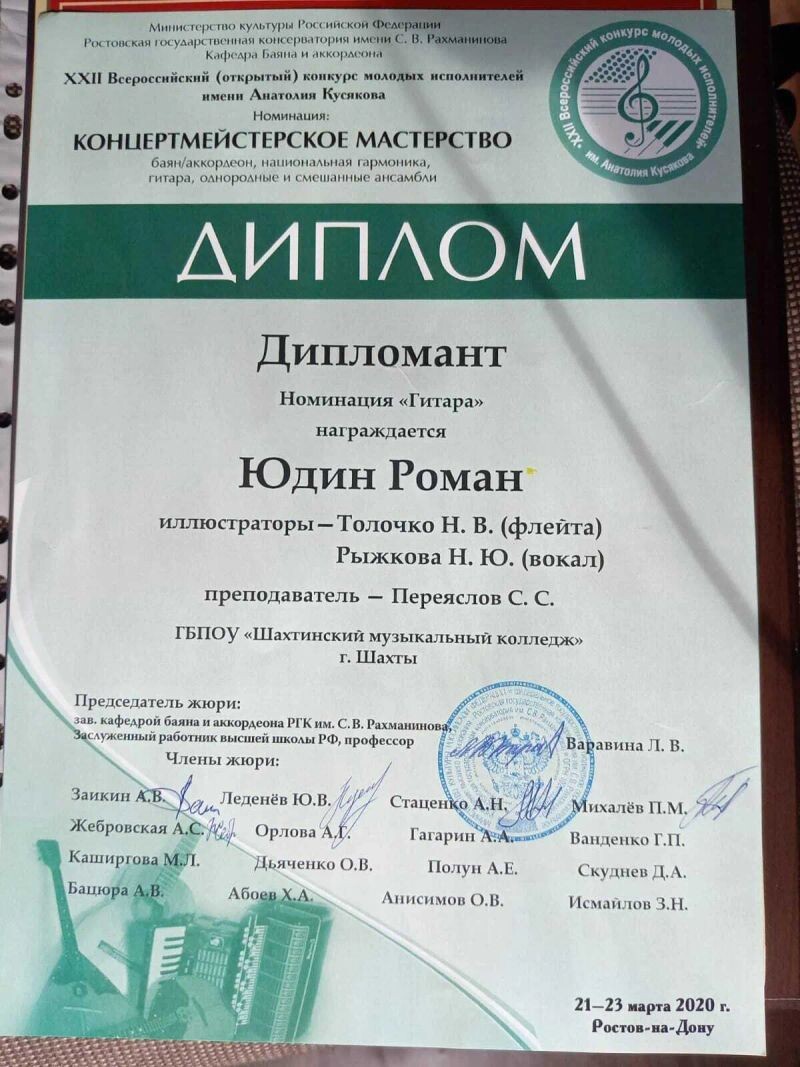 Министерство культуры Российской Федерации
Ростовская государственная консерватория имени С. В. Рахманинова
Кафедра Баяна и аккордеона
XXII Всероссийский (открытый) конкурс молодых исполнителей
имени Анатолия Кусякова
Номинация:
КОНЦЕРТМЕЙСТЕРСКОЕ МАСТЕРСТВО
баян/аккордеон, национальная гармоника,
гитара, однородные и смешанные ансамбли
XXII Всероссийский конкурс молодых исполнителей
им. Анатолия Кусякова
ДИПЛОМ
Дипломант
Номинация «Гитара»
награждается
Юдин Роман
иллюстраторы — Толочко Н. В. (флейта)
Рыжкова Н. Ю. (вокал)
преподаватель — Переяслов С. С.
ГБПОУ «Шахтинский музыкальный колледж»
г. Шахты
Председатель жюри:
зав. кафедрой баяна и аккордеона РГК им. С. В. Рахманинова,
Заслуженный работник высшей школы РФ, профессор Варавина Л. В.
Члены жюри:
Заикин А.В. Леденёв Ю.В. Стаценко А.Н. Михалёв П.М.
Жебровская А.С. Орлова А.Г. Гагарин А.А. Ванденко Г.П.
Каширгова М.Л. Дьяченко О.В. Полун А.Е. Скуднев Д.А.
Бацюра А.В. Абоев Х.А. Анисимов О.В. Исмайлов З.Н.
21—23 марта 2020 г.
Ростов-на-Дону